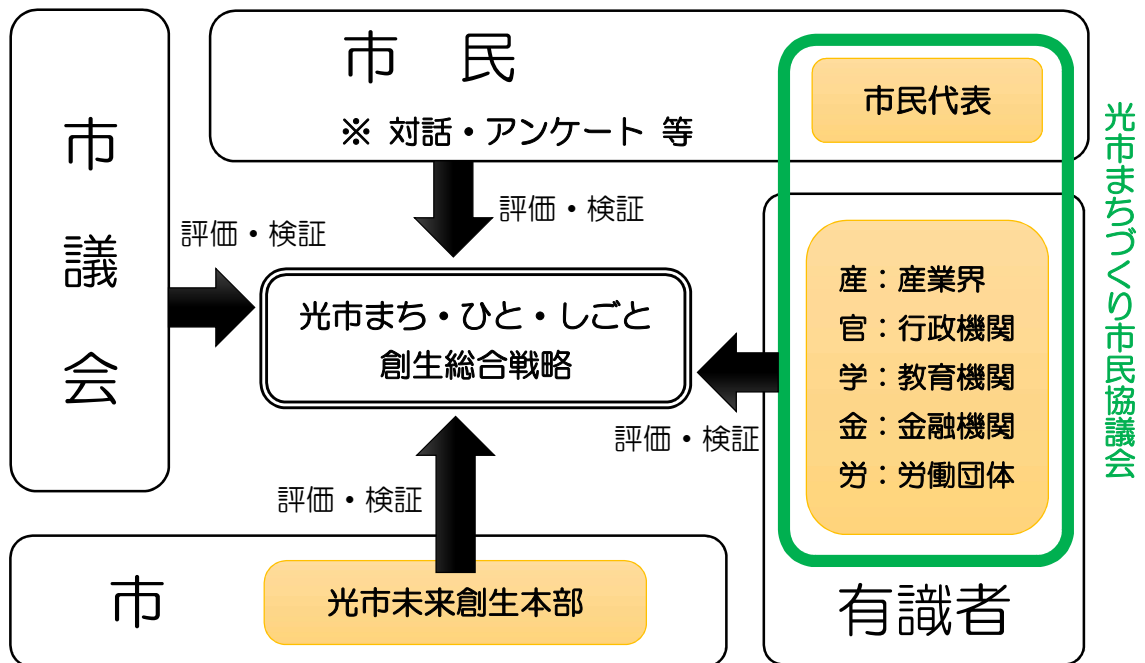 市議会
市 民
※ 対話・アンケート 等
市民代表
光市まちづくり市民協議会
評価・検証
評価・検証
光市まち・ひと・しごと
創生総合戦略
産：産業界
官：行政機関
学：教育機関
金：金融機関
労：労働団体
評価・検証
評価・検証
市
光市未来創生本部
有識者